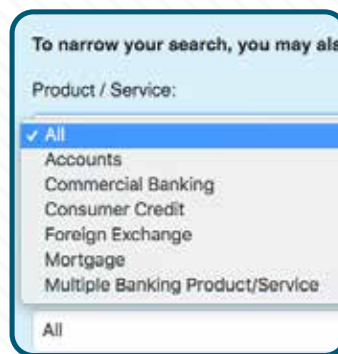 To narrow your search, you may als
Product / Service:
✓ All
Accounts
Commercial Banking
Consumer Credit
Foreign Exchange
Mortgage
Multiple Banking Product/Service
All